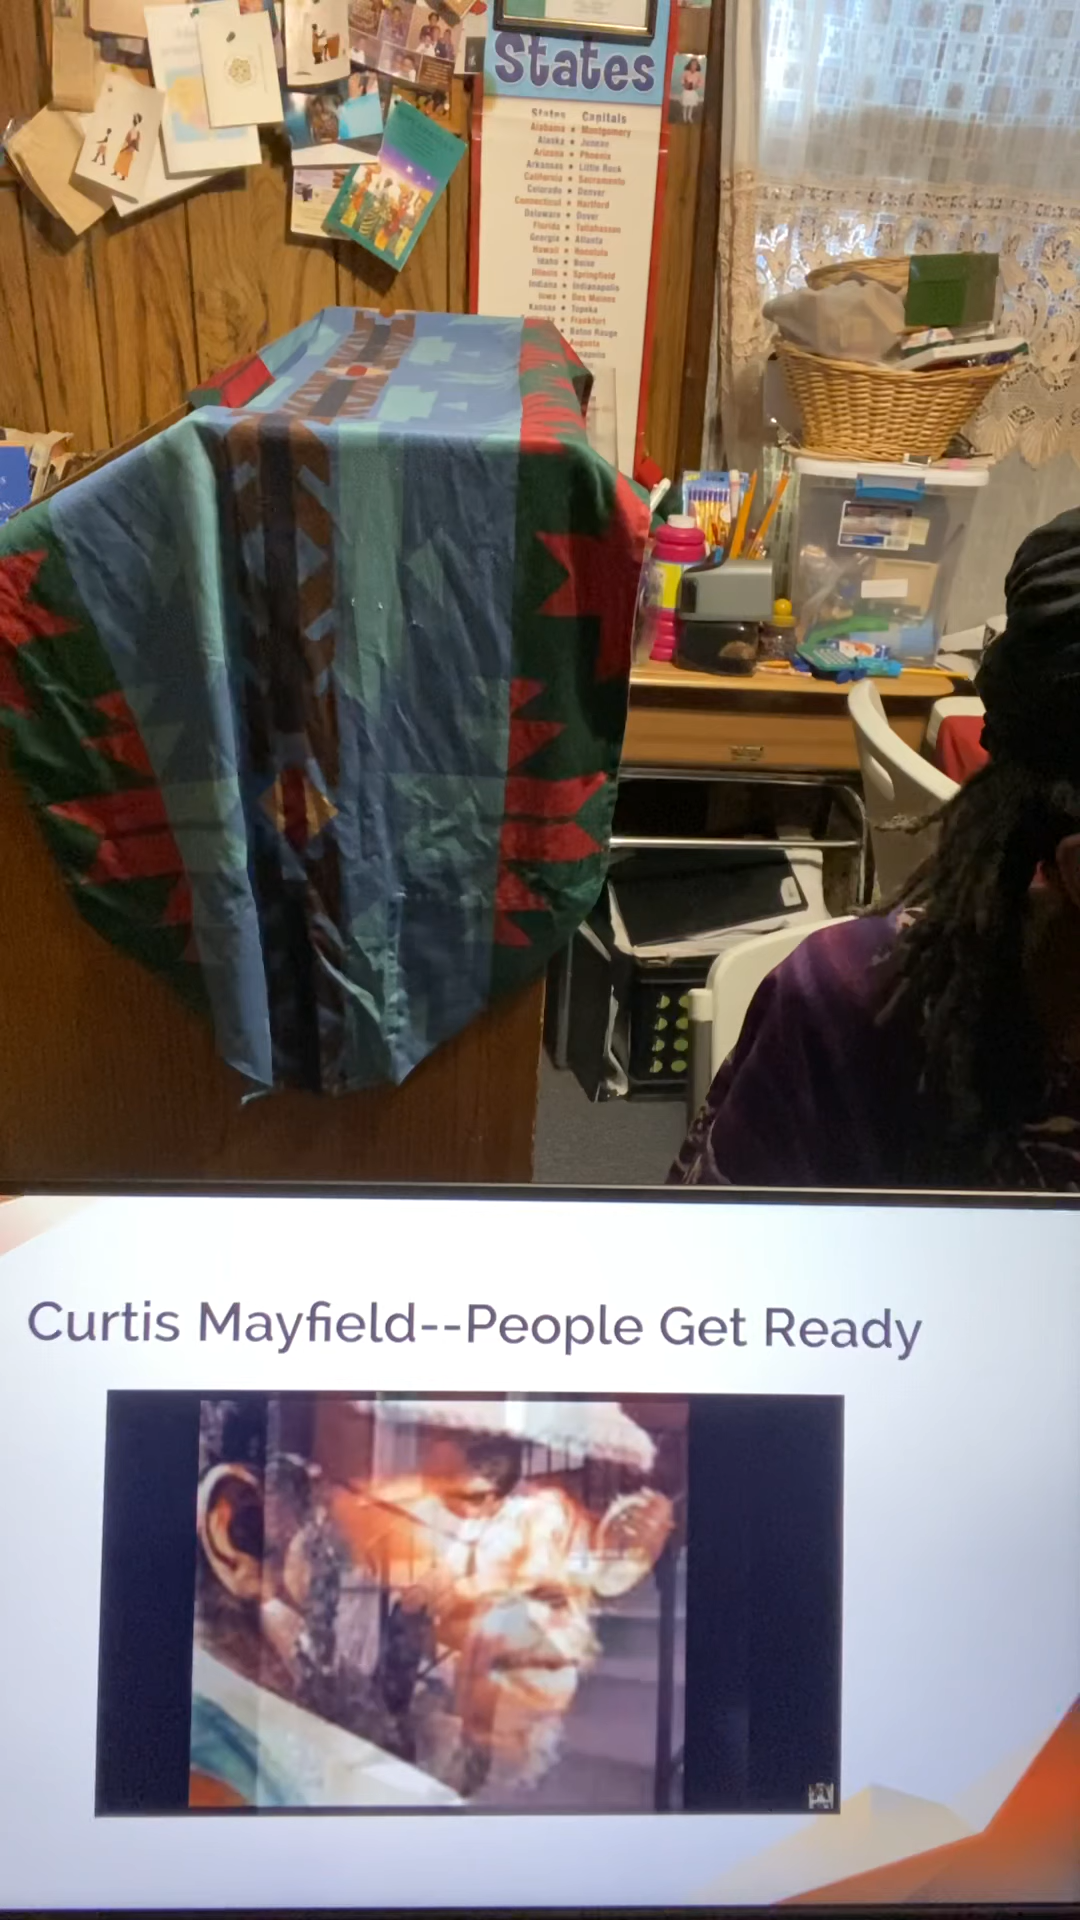 States
States Capitals
Alabama ★ Montgomery
Alaska ★ Juneau
Arizona ★ Phoenix
Arkansas ★ Little Rock
California ★ Sacramento
Colorado ★ Denver
Connecticut ★ Hartford
Delaware ★ Dover
Florida ★ Tallahassee
Georgia ★ Atlanta
Hawaii ★ Honolulu
Idaho ★ Boise
Illinois ★ Springfield
Indiana ★ Indianapolis
Iowa ★ Des Moines
Kansas ★ Topeka
★ Frankfort
★ Baton Rouge
Augusta
Curtis Mayfield--People Get Ready